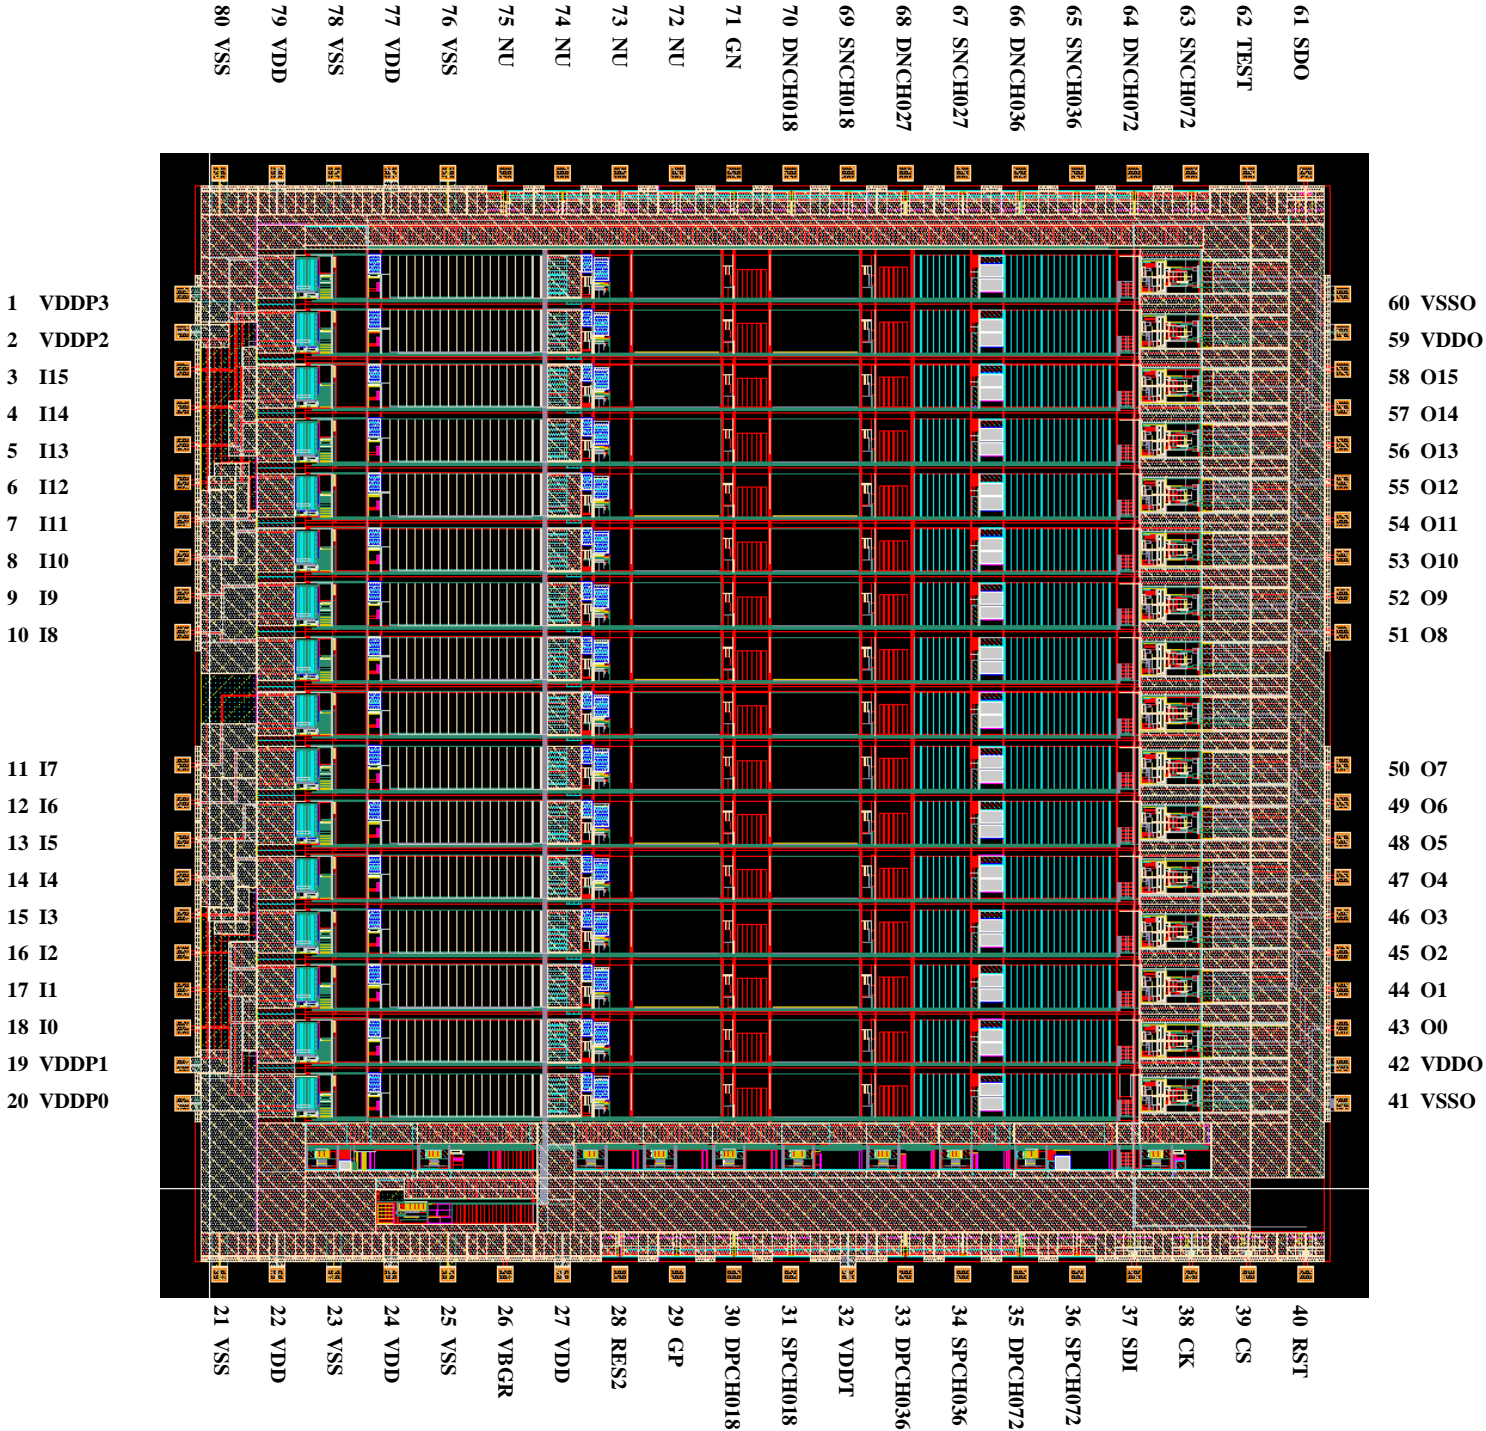 80 VSS
79 VDD
78 VSS
77 VDD
76 VSS
75 NU
74 NU
73 NU
72 NU
71 GN
70 DNCH018
69 SNCH018
68 DNCH027
67 SNCH027
66 DNCH036
65 SNCH036
64 DNCH072
63 SNCH072
62 TEST
61 SDO
1 VDDP3
2 VDDP2
3 I15
4 I14
5 I13
6 I12
7 I11
8 I10
9 I9
10 I8
11 I7
12 I6
13 I5
14 I4
15 I3
16 I2
17 I1
18 I0
19 VDDP1
20 VDDP0
60 VSSO
59 VDDO
58 O15
57 O14
56 O13
55 O12
54 O11
53 O10
52 O9
51 O8
50 O7
49 O6
48 O5
47 O4
46 O3
45 O2
44 O1
43 O0
42 VDDO
41 VSSO
21 VSS
22 VDD
23 VSS
24 VDD
25 VSS
26 VBGR
27 VDD
28 RES2
29 GP
30 DPCH018
31 SPCH018
32 VDDT
33 DPCH036
34 SPCH036
35 DPCH072
36 SPCH072
37 SDI
38 CK
39 CS
40 RST